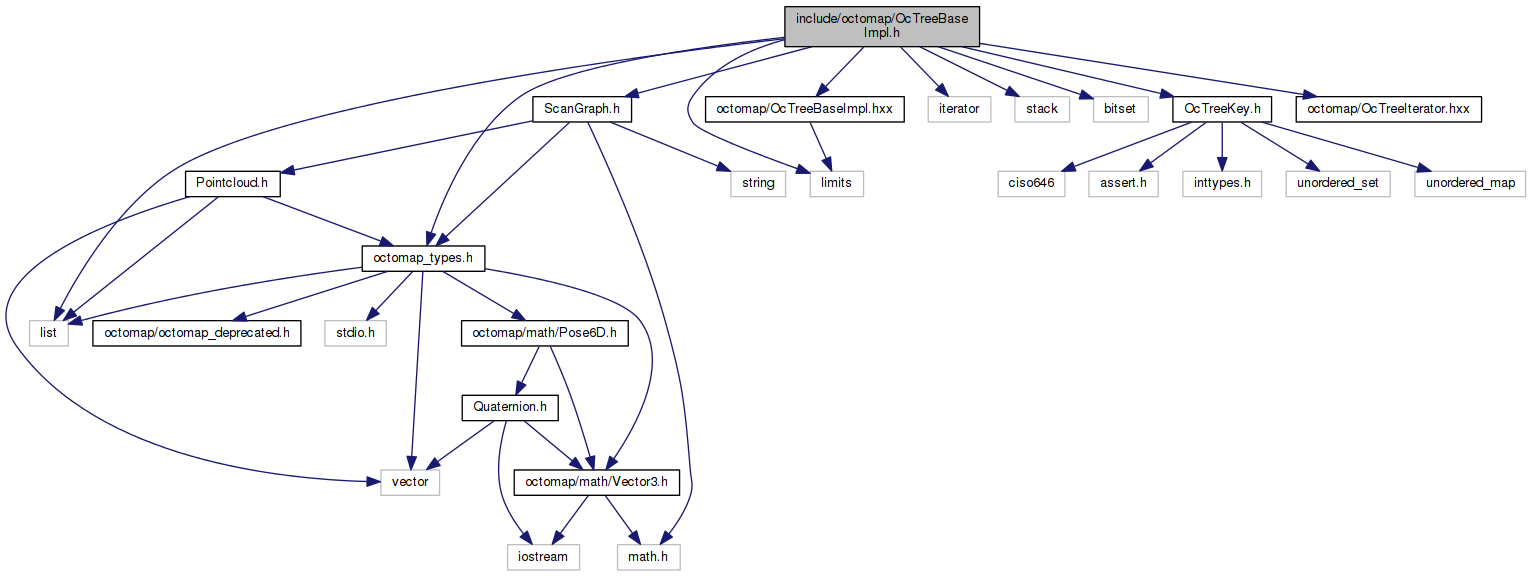 include/octomap/OcTreeBase
Impl.h
ScanGraph.h
octomap/OcTreeBaseImpl.hxx
iterator
stack
bitset
OcTreeKey.h
octomap/OcTreeIterator.hxx
Pointcloud.h
string
limits
ciso646
assert.h
inttypes.h
unordered_set
unordered_map
octomap_types.h
list
octomap/octomap_deprecated.h
stdio.h
octomap/math/Pose6D.h
Quaternion.h
vector
octomap/math/Vector3.h
iostream
math.h